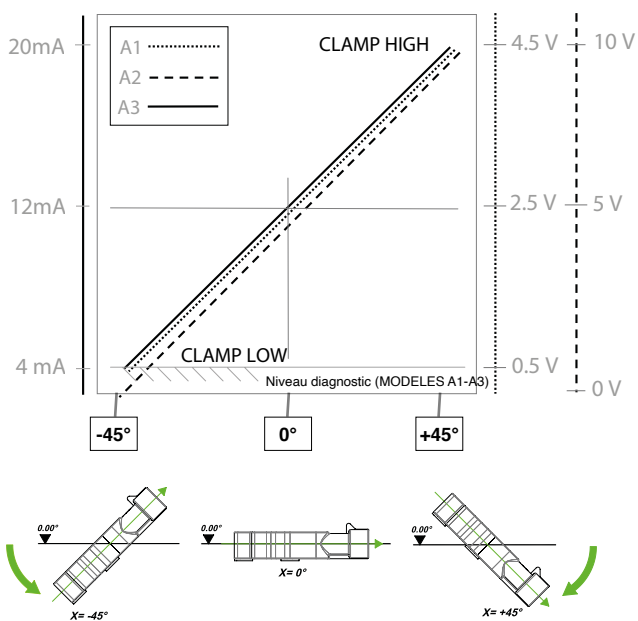 20mA
A1
A2
A3
CLAMP HIGH
4.5 V
10 V
12mA
2.5 V
5 V
4 mA
CLAMP LOW
0.5 V
Niveau diagnostic (MODELES A1-A3)
0 V
-45°
0°
+45°
0.00°
X= -45°
0.00°
X= 0°
0.00°
X= +45°